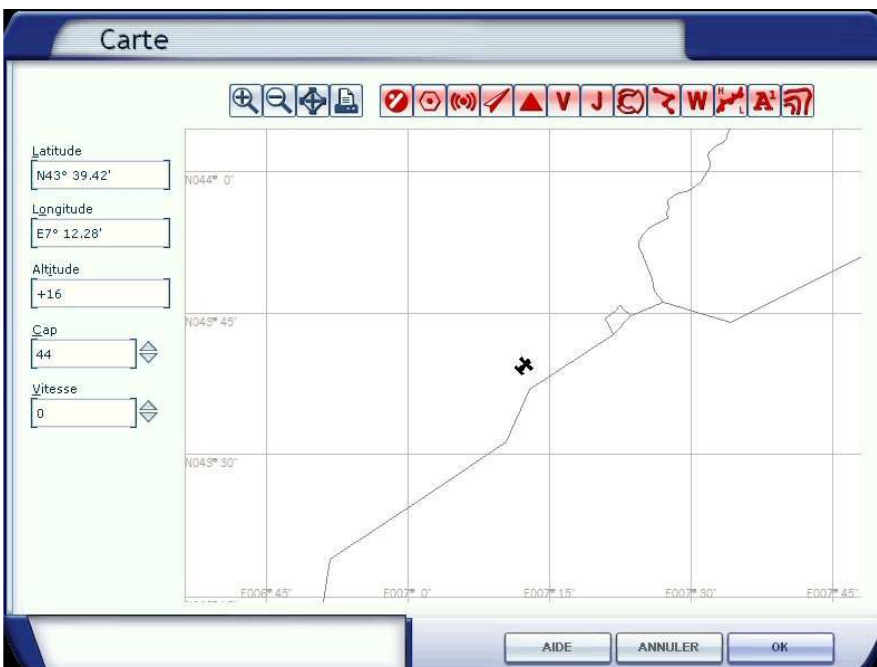 Carte
V J W H L A1
Latitude
N43° 39.42'
Longitude
E7° 12.28'
Altitude
+16
Cap
44
Vitesse
0
N044° 0'
N043° 45'
N043° 30'
E006° 45' E007° 0' E007° 15' E007° 30' E007° 45'
AIDE ANNULER OK